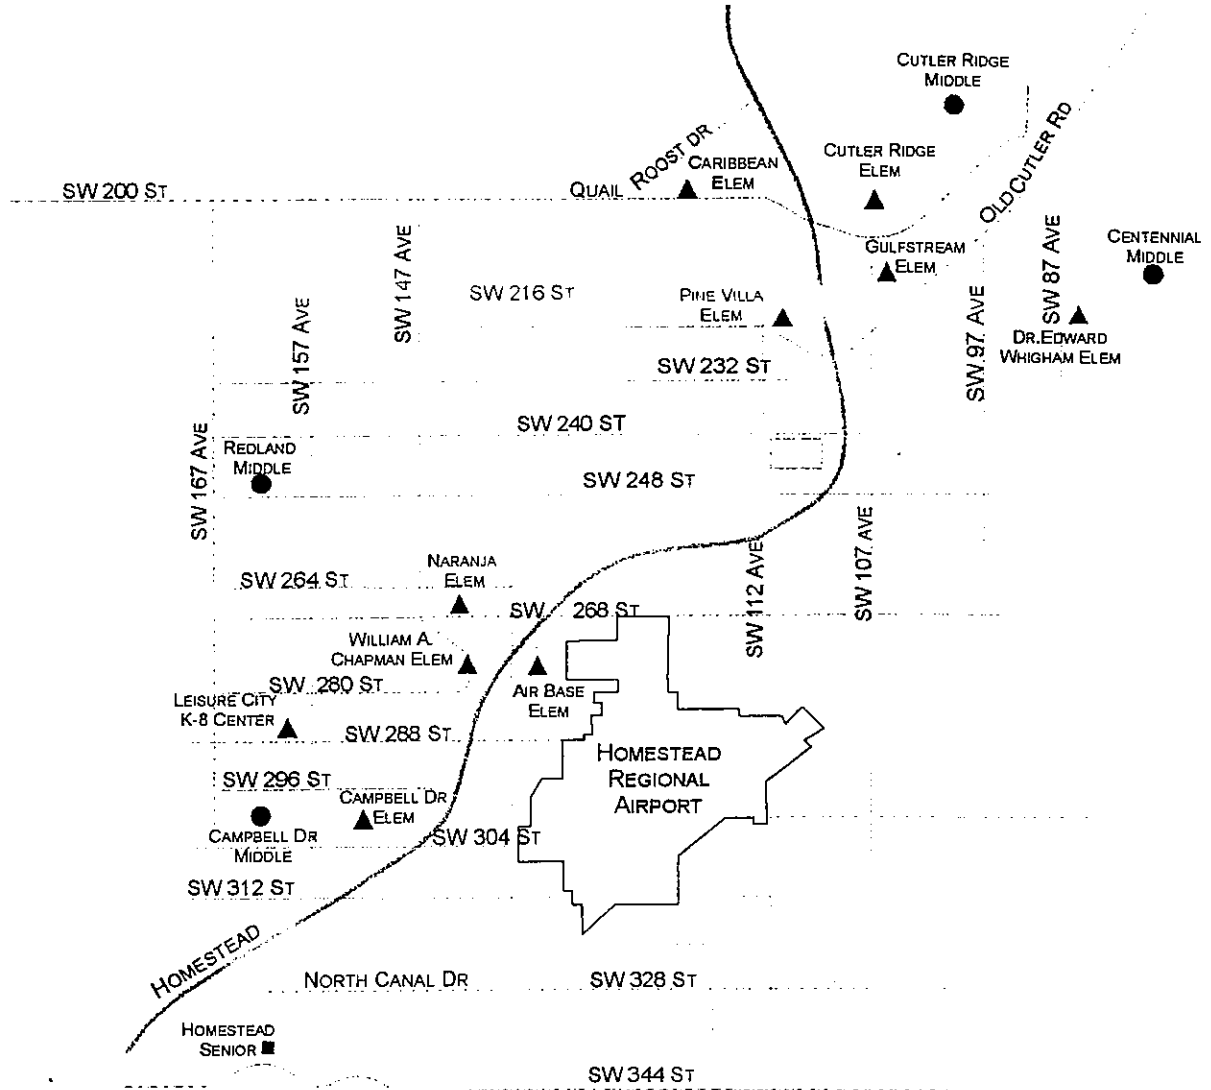 CUTLER RIDGE
MIDDLE
OLD CUTLER RD
QUAIL ROOST DR
CARIBBEAN
ELEM
CUTLER RIDGE
ELEM
SW 200 ST
SW 147 AVE
GULFSTREAM
ELEM
SW 87 AVE
CENTENNIAL
MIDDLE
SW 216 ST
PINE VILLA
ELEM
SW 157 AVE
SW 97 AVE
DR. EDWARD
WHIGHAM ELEM
SW 232 ST
SW 240 ST
SW 167 AVE
REDLAND
MIDDLE
SW 248 ST
SW 264 ST
NARANJA
ELEM
SW 112 AVE
SW 107 AVE
SW 268 ST
WILLIAM A.
CHAPMAN ELEM
SW 280 ST
AIR BASE
ELEM
LEISURE CITY
K-8 CENTER
SW 288 ST
HOMESTEAD
REGIONAL
AIRPORT
SW 296 ST
CAMPBELL DR
ELEM
CAMPBELL DR
MIDDLE
SW 304 ST
SW 312 ST
HOMESTEAD
NORTH CANAL DR
SW 328 ST
HOMESTEAD
SENIOR
SW 344 ST